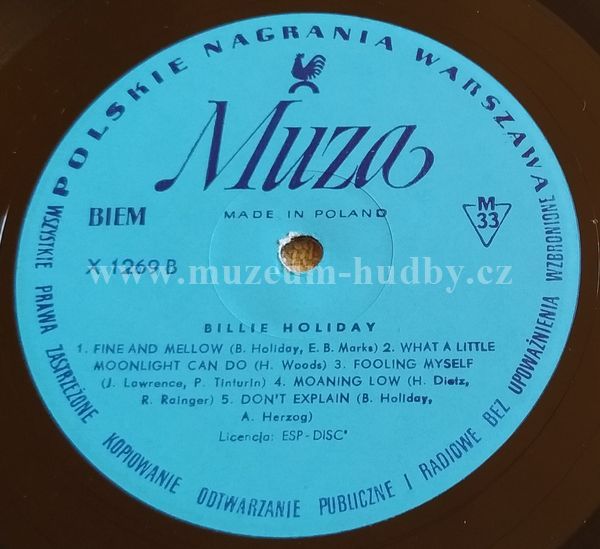 POLSKIE NAGRANIA WARSZAWA
Muza
MADE IN POLAND
BIEM
M
33
X 1269 B
www.muzeum-hudby.cz
BILLIE HOLIDAY
1. FINE AND MELLOW (B. Holiday, E. B. Marks) 2. WHAT A LITTLE
MOONLIGHT CAN DO (H. Woods) 3. FOOLING MYSELF
(J. Lawrence, P. Tinturin) 4. MOANING LOW (H. Dietz,
R. Rainger) 5. DON'T EXPLAIN (B. Holiday,
A. Herzog)
Licencja: ESP-DISC'
WSZYSTKIE PRAWA ZASTRZEŻONE KOPIOWANIE ODTWARZANIE PUBLICZNE I RADIOWE BEZ UPOWAŻNIENIA WZBRONIONE